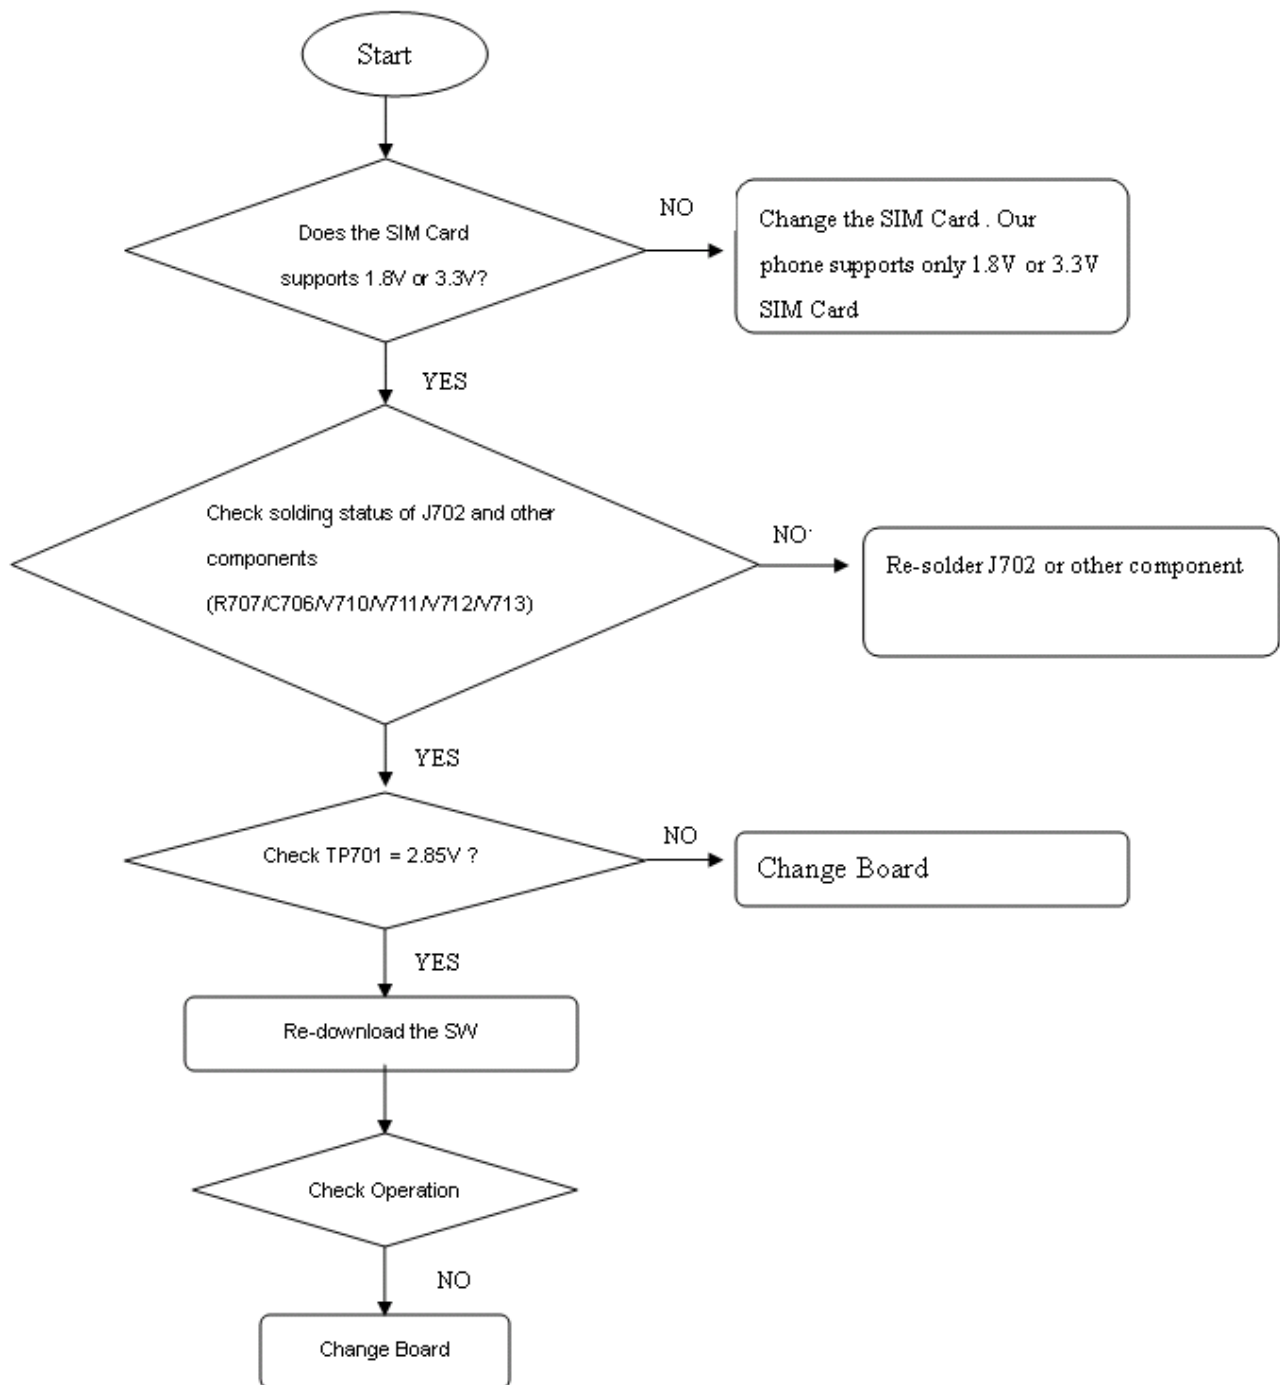 Start
Does the SIM Card
supports 1.8V or 3.3V?
NO
Change the SIM Card . Our
phone supports only 1.8V or 3.3V
SIM Card
YES
Check solding status of J702 and other
components
(R707/C706/V710/V711/V712/V713)
NO
Re-solder J702 or other component
YES
Check TP701 = 2.85V ?
NO
Change Board
YES
Re-download the SW
Check Operation
NO
Change Board